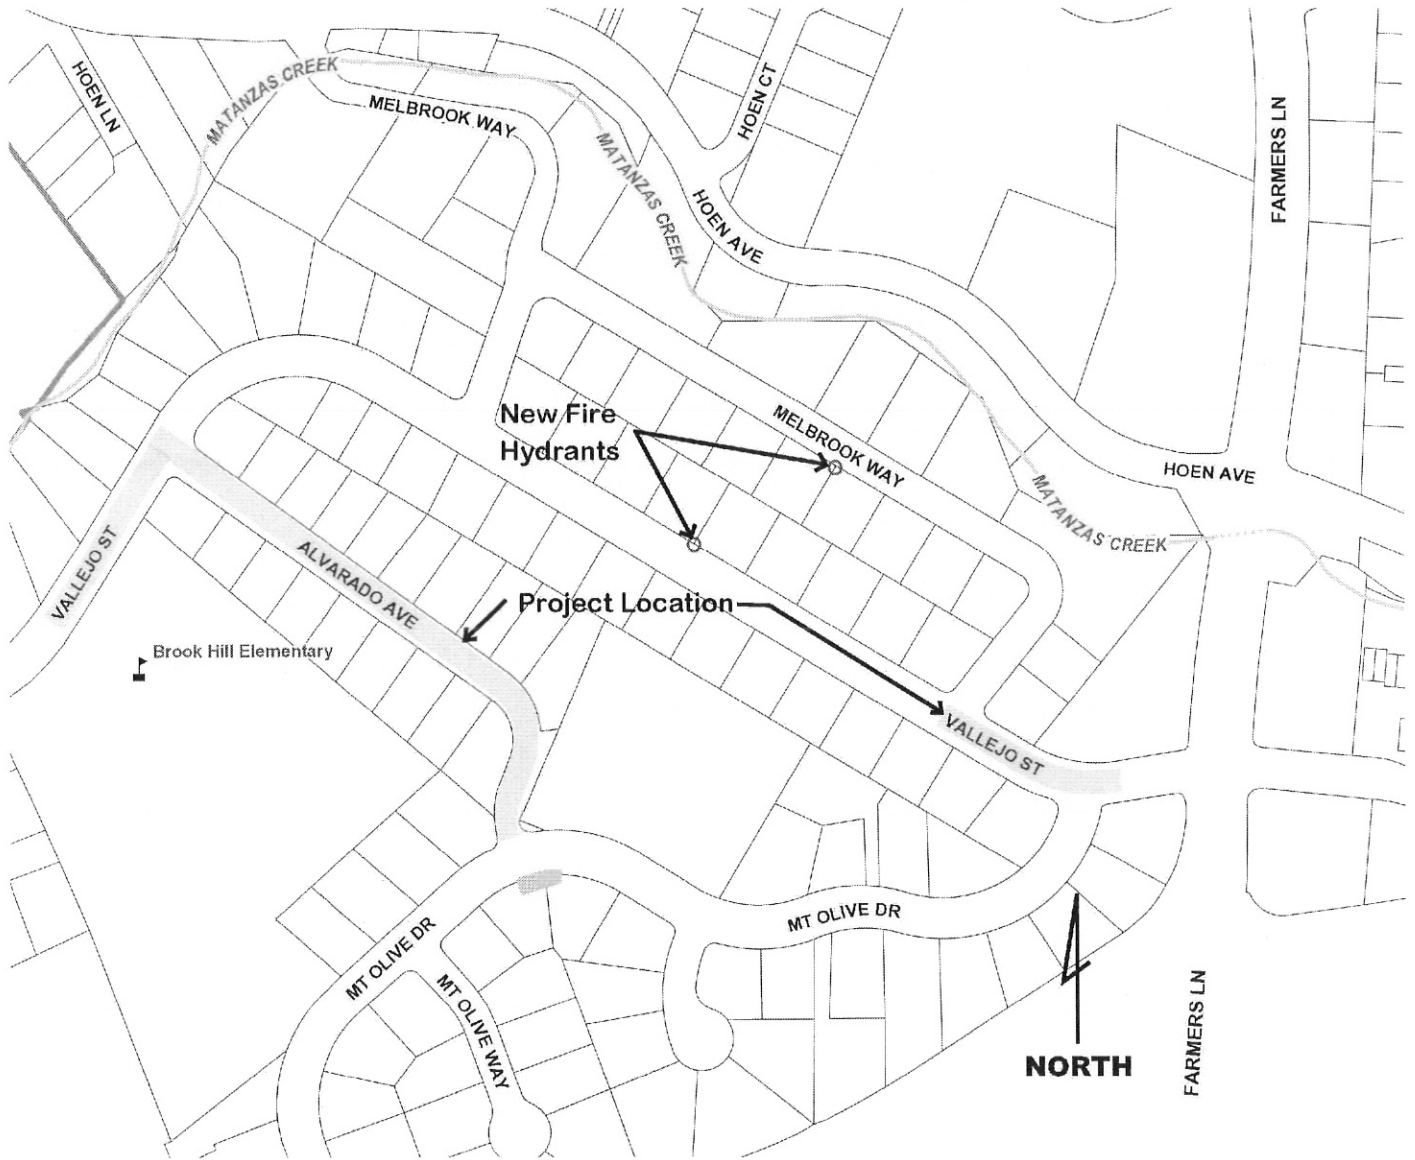 HOEN LN
MATANZAS CREEK
MELBROOK WAY
HOEN CT
FARMERS LN
MATANZAS CREEK
HOEN AVE
New Fire
Hydrants
MELBROOK WAY
HOEN AVE
MATANZAS CREEK
VALLEJO ST
ALVARADO AVE
Project Location
Brook Hill Elementary
VALLEJO ST
MT OLIVE DR
MT OLIVE DR
MT OLIVE WAY
NORTH
FARMERS LN